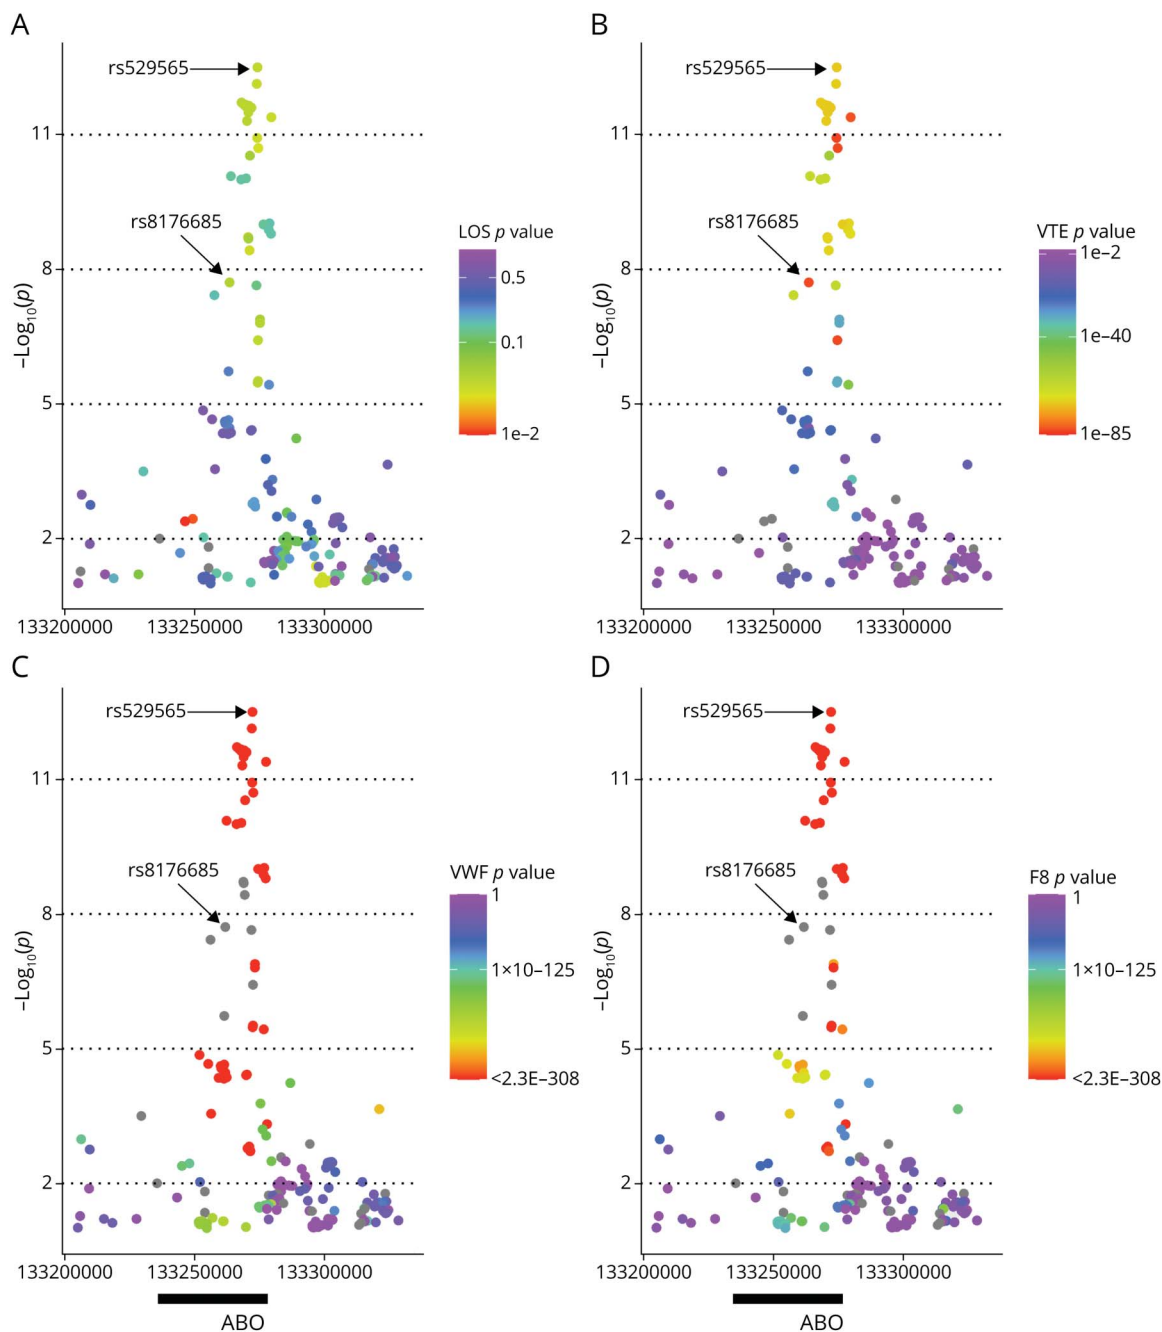 A
rs529565
11
rs8176685
8
5
2
−Log10(p)
133200000 133250000 133300000
LOS p value
0.5
0.1
1e−2
B
rs529565
11
rs8176685
8
5
2
−Log10(p)
133200000 133250000 133300000
VTE p value
1e−2
1e−40
1e−85
C
rs529565
11
rs8176685
8
5
2
−Log10(p)
133200000 133250000 133300000
ABO
VWF p value
1
1×10−125
<2.3E−308
D
rs529565
11
rs8176685
8
5
2
−Log10(p)
133200000 133250000 133300000
ABO
F8 p value
1
1×10−125
<2.3E−308